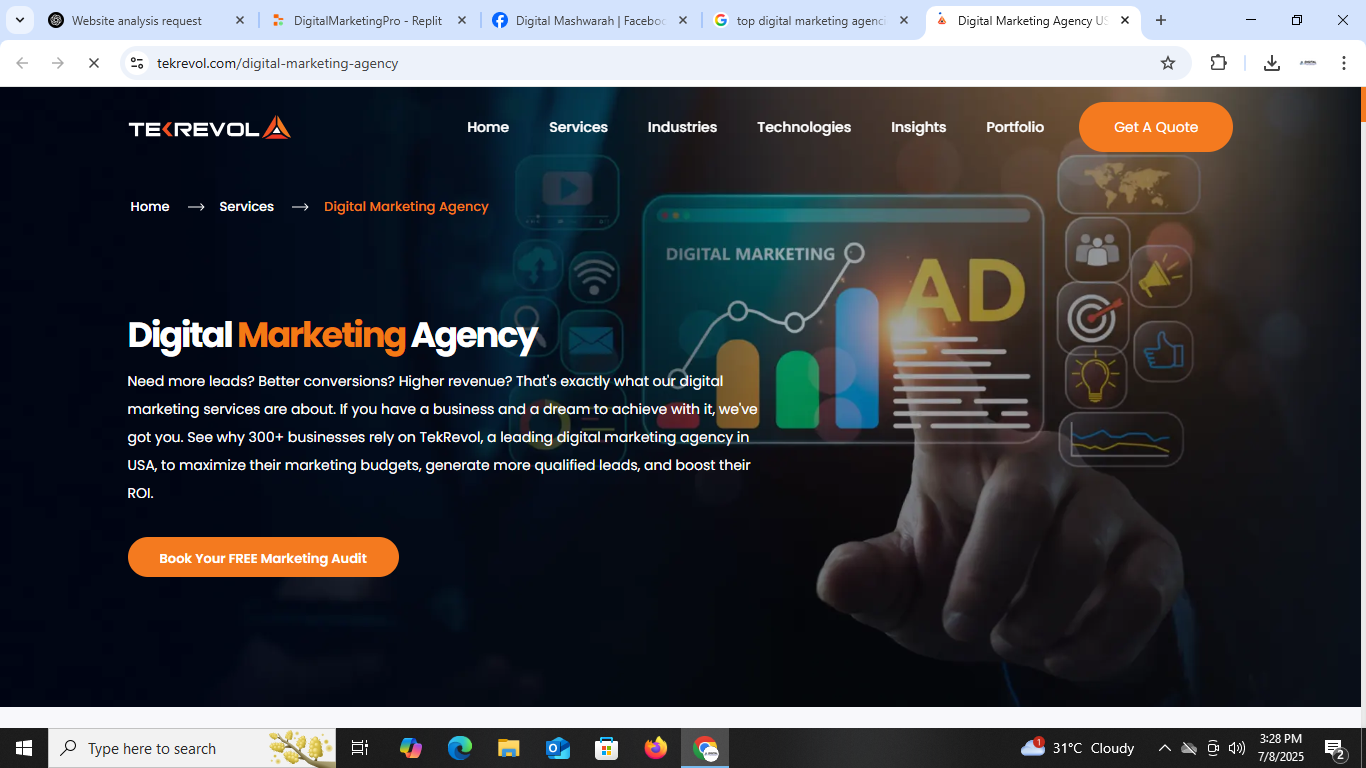 Website analysis request
DigitalMarketingPro - Replit
Digital Mashwarah | Faceboo
top digital marketing agenci
Digital Marketing Agency US
tekrevol.com/digital-marketing-agency
TEKREVOL
Home
Services
Industries
Technologies
Insights
Portfolio
Get A Quote
Home → Services → Digital Marketing Agency
DIGITAL MARKETING
AD
Digital Marketing Agency
Need more leads? Better conversions? Higher revenue? That's exactly what our digital
marketing services are about. If you have a business and a dream to achieve with it, we've
got you. See why 300+ businesses rely on TekRevol, a leading digital marketing agency in
USA, to maximize their marketing budgets, generate more qualified leads, and boost their
ROI.
Book Your FREE Marketing Audit
Type here to search
1
31°C Cloudy
3:28 PM
7/8/2025
2